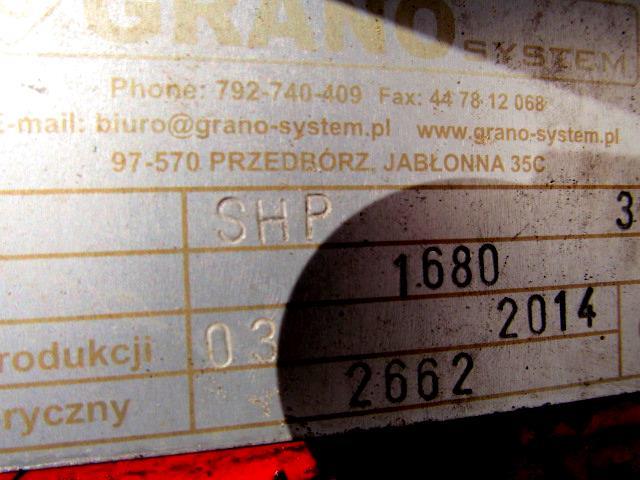 GRANO SYSTEM
Phone: 792-740-409 Fax: 44 78 12 068
E-mail: biuro@grano-system.pl www.grano-system.pl
97-570 PRZEDBÓRZ, JABŁONNA 35C
SHP 3
1680
rodukcji 03 2014
ryczny 2662